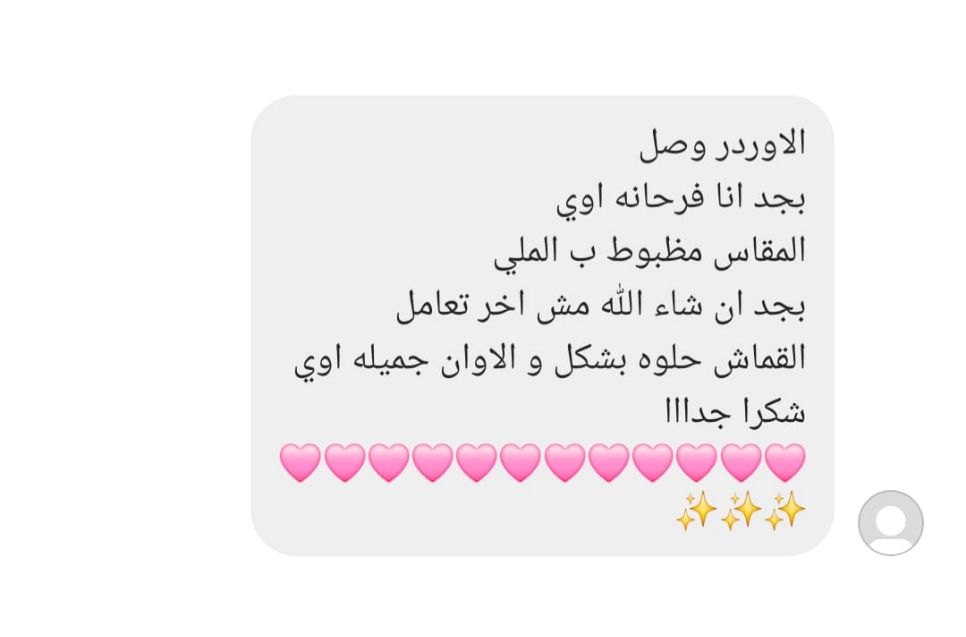 الاوردر وصل
بجد انا فرحانه اوي
المقاس مظبوط ب الملي
بجد ان شاء الله مش اخر تعامل
القماش حلوه بشكل و الاوان جميله اوي
شكرا جدااا
🩷🩷🩷🩷🩷🩷🩷🩷🩷🩷🩷🩷
✨✨✨